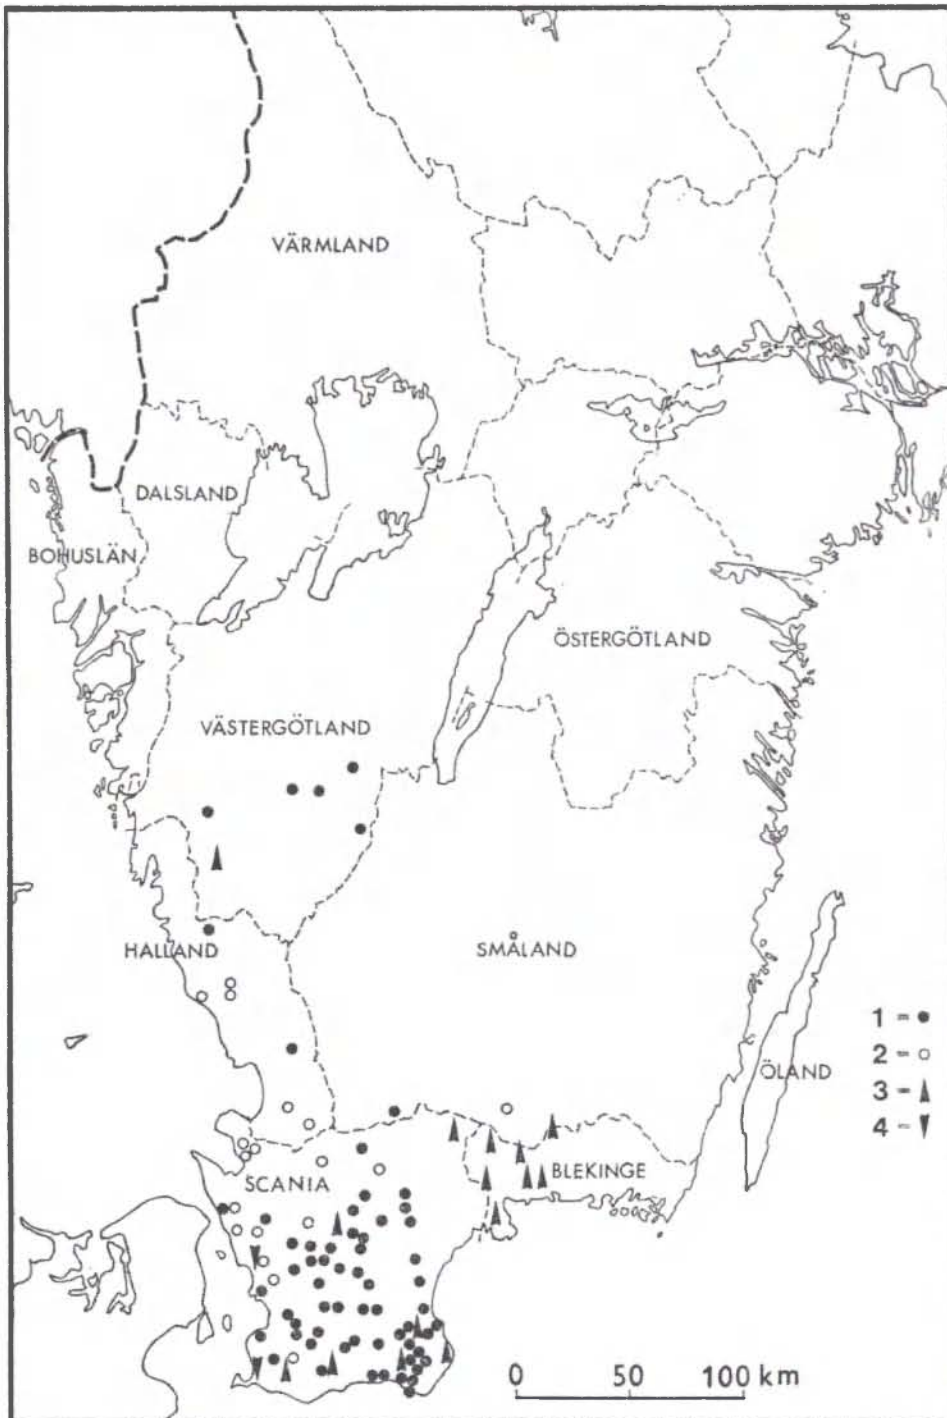 VÄRMLAND
DALSLAND
BOHUSLÄN
ÖSTERGÖTLAND
VÄSTERGÖTLAND
HALLAND
SMÅLAND
1 =
2 =
ÖLAND
3 =
4 =
BLEKINGE
SCANIA
0 50 100 km